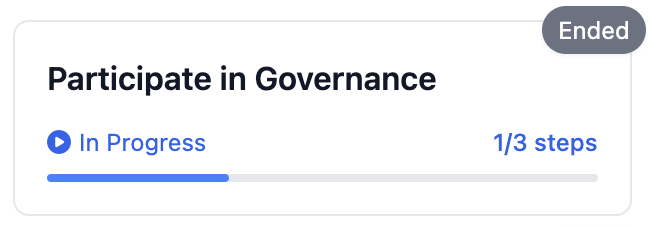 Ended
Participate in Governance
In Progress
1/3 steps